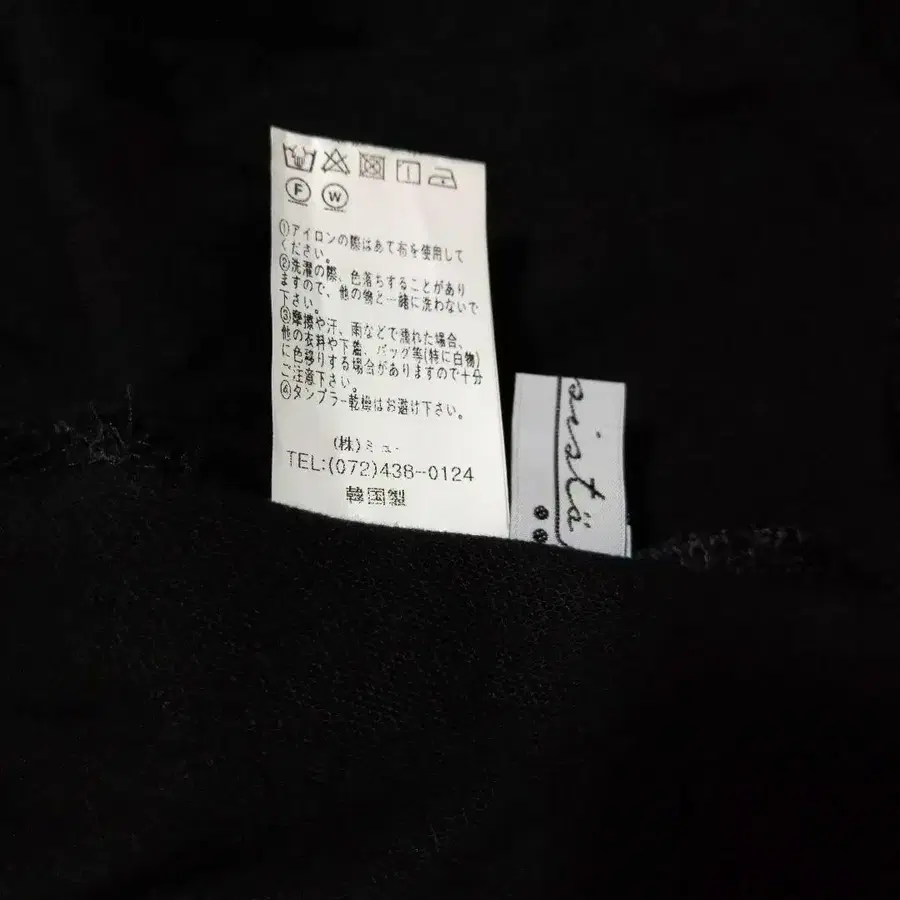 F W
①アイロンの際はあて布を使用して
ください。
②洗濯の際、色落ちすることがあり
ますので、他の物と一緒に洗わないで
下さい。
③摩擦や汗、雨などで濡れた場合、
他の衣料や下着、バッグ等(特に白物)
に色移りする場合がありますので十分
ご注意下さい。
④タンブラー乾燥はお避け下さい。
(株)ミュー
TEL:(072)438-0124
韓国製